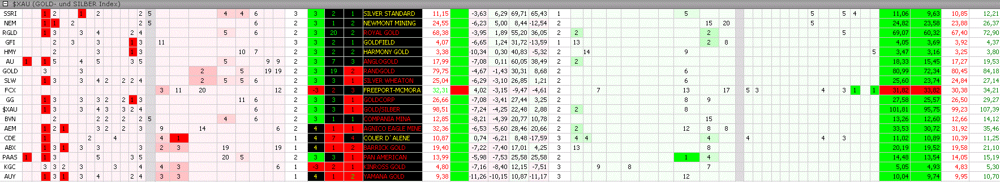 $XAU (GOLD- und SILBER Index)
SSRI 1 2 1 2 5 4 4 6 3 3 2 1 SILVER STANDARD 11,15 -3,63 6,29 69,71 65,43 1 5 5 5 4 11,06 9,63 10,85 12,21
NEM 1 1 2 2 5 6 2 3 1 2 NEWMONT MINING 24,55 -6,23 5,00 8,44 -12,54 2 15 20 5 24,82 23,58 23,88 26,37
RGLD 1 3 3 4 2 4 5 6 2 3 20 2 ROYAL GOLD 68,38 -3,95 1,89 55,20 36,05 2 2 2 5 69,07 60,32 67,40 72,90
GFI 2 3 3 1 3 11 3 3 2 1 GOLDFIELD 4,07 -6,65 1,24 31,72 -13,59 1 13 2 8 4,05 3,69 3,92 4,37
HMY 2 3 1 10 7 2 3 2 2 HARMONY GOLD 3,38 -10,34 0,30 40,83 -5,32 2 14 9 5 3,47 3,16 3,25 3,80
AU 1 1 5 4 5 3 5 5 9 9 2 3 7 3 ANGLOGOLD 17,99 -7,08 0,11 60,05 38,49 2 2 18,33 15,45 17,27 19,53
GOLD 3 3 2 5 19 19 2 3 19 2 RANDGOLD 79,75 -4,67 -1,43 30,31 8,68 2 6 80,99 72,34 80,45 84,18
SLW 1 3 3 4 2 2 2 4 2 5 5 6 2 3 3 1 SILVER WHEATON 25,04 -6,29 -3,10 26,85 1,21 2 6 25,60 23,74 24,84 27,14
FCX 3 11 20 12 2 -3 2 3 FREEPORT-MCMORA 32,31 4,02 -3,15 -9,47 -4,61 2 7 13 17 5 3 4 3 1 1 31,82 33,82 30,38 34,21
GG 1 3 3 3 2 2 1 3 11 6 2 3 3 1 GOLDCORP 26,66 -7,08 -3,41 27,44 3,25 2 8 9 27,58 25,57 26,50 29,27
$XAU 1 3 3 4 3 3 2 4 6 2 3 3 1 GOLD/SILBER 98,51 -7,24 -4,25 22,48 2,88 2 2 8 101,81 95,75 99,23 107,39
BVN 2 2 2 2 2 5 4 6 2 3 1 1 COMPANIA MINA 12,85 -8,21 -4,39 20,77 10,78 2 15 13,26 12,60 12,66 14,12
AEM 1 2 1 3 2 2 3 9 14 6 2 4 1 1 AGNICO EAGLE MINE 32,36 -6,53 -5,60 28,46 20,66 2 2 12 8 8 33,53 30,72 31,92 35,46
CDE 1 2 4 4 1 1 4 7 4 COUER D`ALENE 10,87 0,74 -6,21 8,48 -17,59 3 4 4 4 4 4 3 11,02 10,89 10,39 11,25
ABX 1 3 1 3 3 3 2 3 19 19 1 4 1 2 BARRICK GOLD 19,40 -7,22 -7,40 17,01 4,25 3 13 8 20,19 19,52 19,58 21,10
PAAS 1 1 3 5 3 5 20 5 2 3 3 1 PAN AMERICAN 13,99 -5,98 -7,53 25,58 25,58 2 1 4 14,48 13,54 14,05 15,19
KGC 3 3 2 3 3 4 4 3 6 1 -3 2 1 KINROSS GOLD 4,80 -7,16 -8,40 12,15 -7,51 3 9 8 7 5,05 4,93 4,83 5,30
AUY 1 3 1 3 4 2 4 3 3 1 4 1 2 YAMANA GOLD 9,38 -11,26 -10,15 10,87 -11,17 3 12 10,04 9,74 9,95 10,70